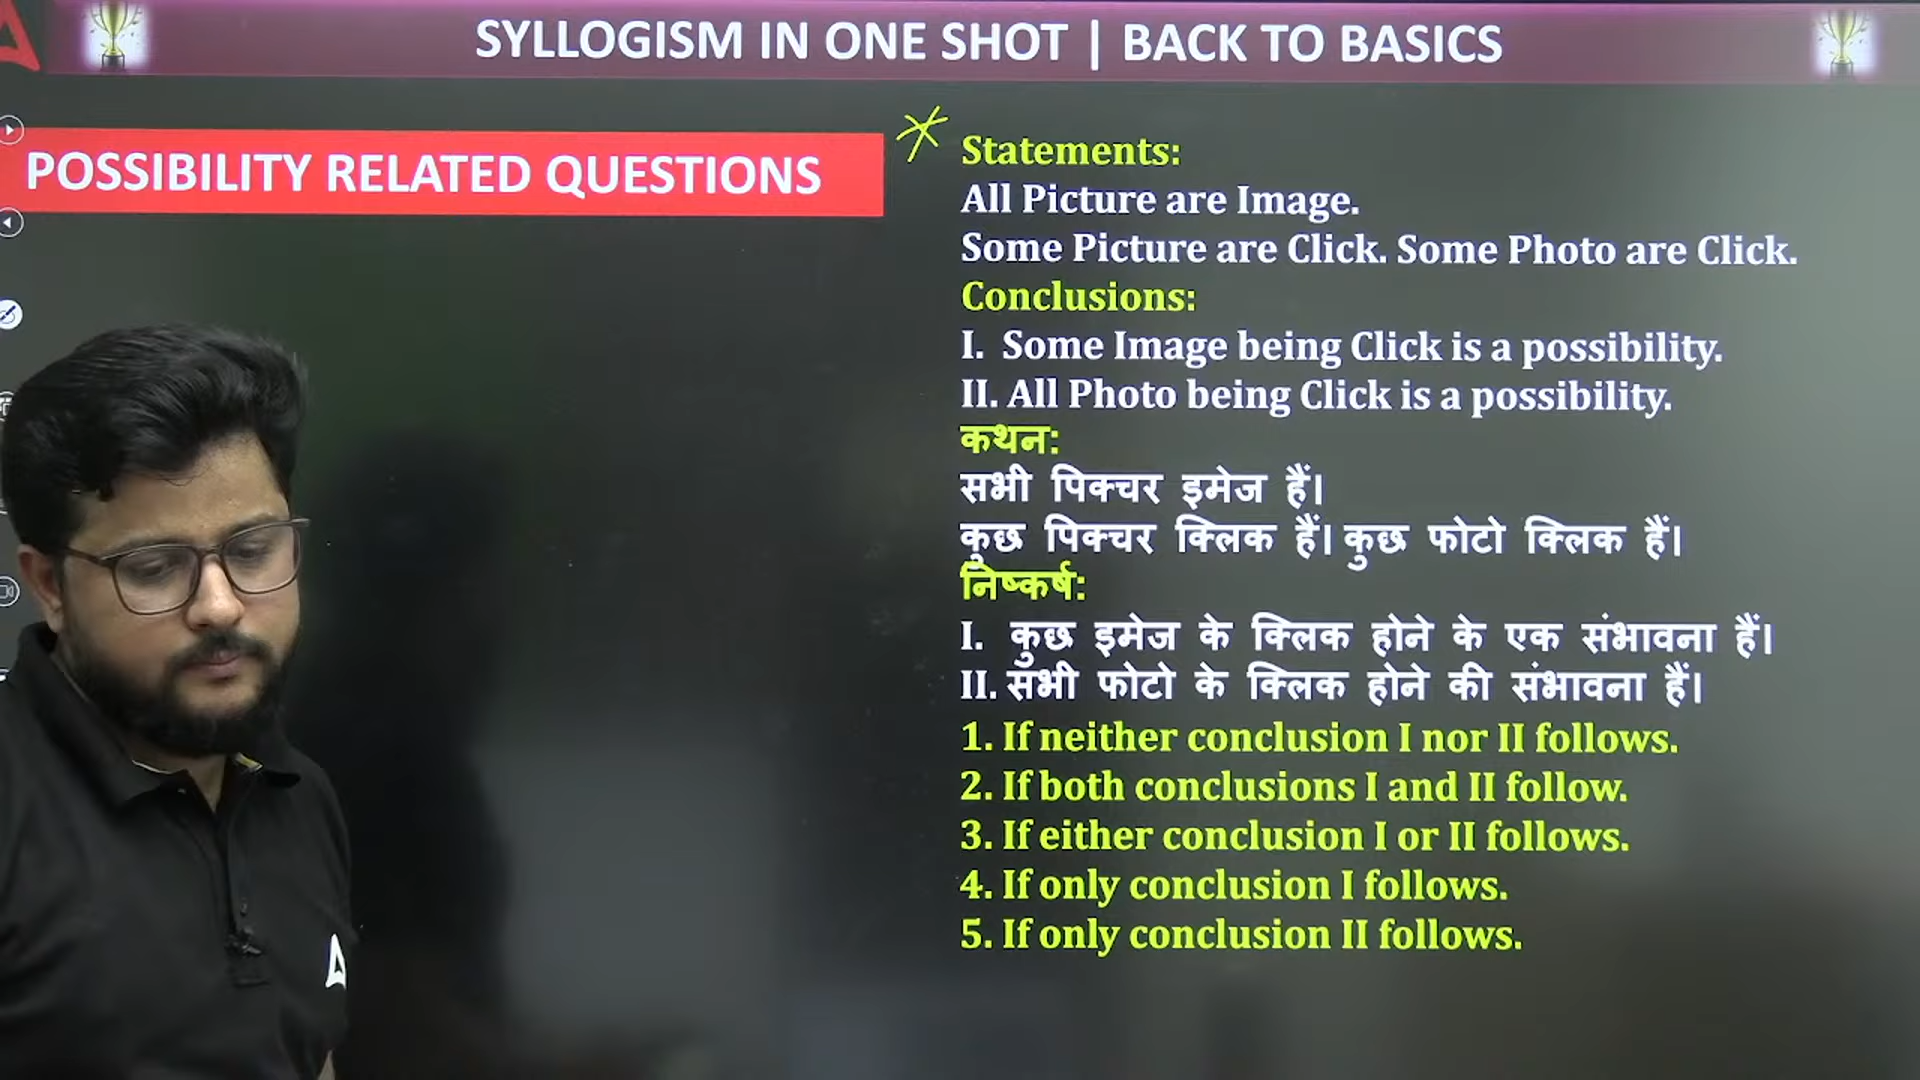 SYLLOGISM IN ONE SHOT | BACK TO BASICS
POSSIBILITY RELATED QUESTIONS
Statements:
All Picture are Image.
Some Picture are Click. Some Photo are Click.
Conclusions:
I. Some Image being Click is a possibility.
II. All Photo being Click is a possibility.
कथन:
सभी पिक्चर इमेज हैं।
कुछ पिक्चर क्लिक हैं। कुछ फोटो क्लिक हैं।
निष्कर्ष:
I. कुछ इमेज के क्लिक होने के एक संभावना हैं।
II. सभी फोटो के क्लिक होने की संभावना हैं।
1. If neither conclusion I nor II follows.
2. If both conclusions I and II follow.
3. If either conclusion I or II follows.
4. If only conclusion I follows.
5. If only conclusion II follows.